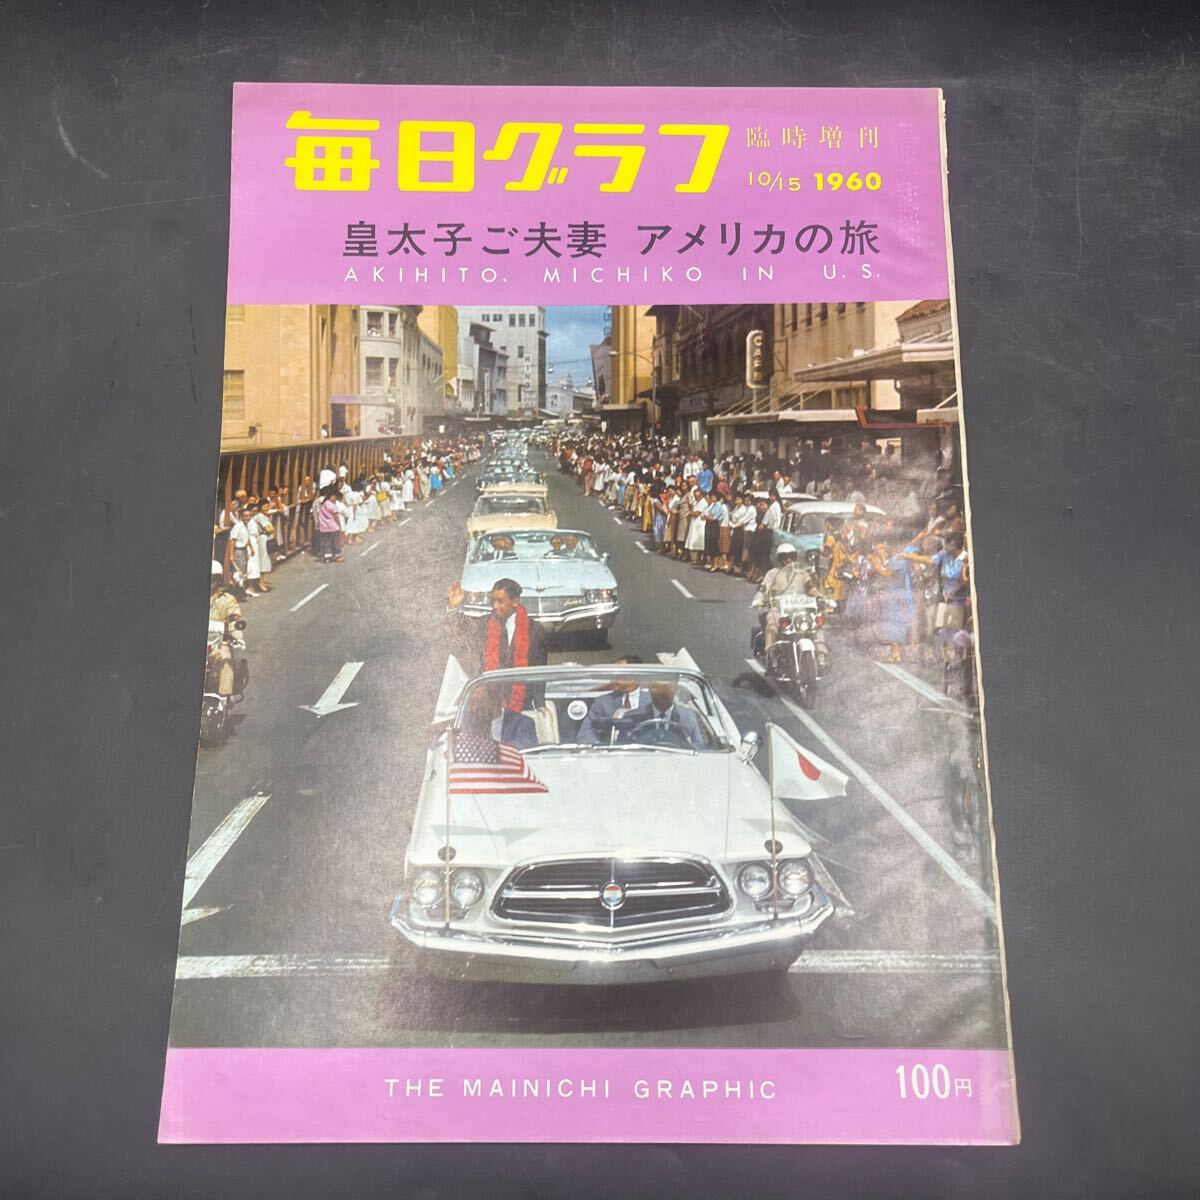 毎日グラフ
臨時増刊
10/15 1960
皇太子ご夫妻 アメリカの旅
AKIHITO, MICHIKO IN U.S.
CAFE
THE MAINICHI GRAPHIC
100円